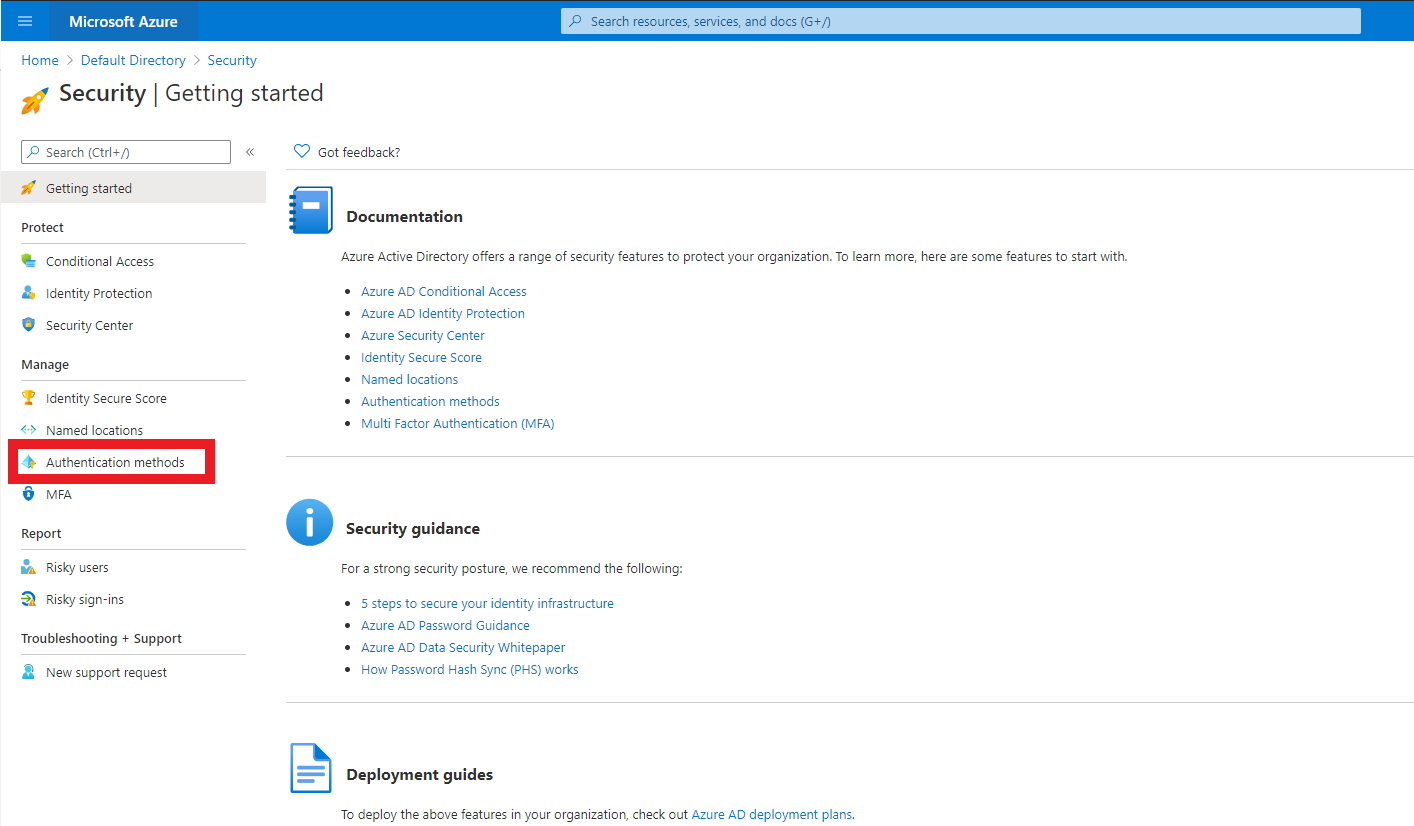 Microsoft Azure
Search resources, services, and docs (G+/)
Home > Default Directory > Security
Security | Getting started
Search (Ctrl+/) «
Getting started
Protect
Conditional Access
Identity Protection
Security Center
Manage
Identity Secure Score
Named locations
Authentication methods
MFA
Report
Risky users
Risky sign-ins
Troubleshooting + Support
New support request
Got feedback?
Documentation
Azure Active Directory offers a range of security features to protect your organization. To learn more, here are some features to start with.
• Azure AD Conditional Access
• Azure AD Identity Protection
• Azure Security Center
• Identity Secure Score
• Named locations
• Authentication methods
• Multi Factor Authentication (MFA)
Security guidance
For a strong security posture, we recommend the following:
• 5 steps to secure your identity infrastructure
• Azure AD Password Guidance
• Azure AD Data Security Whitepaper
• How Password Hash Sync (PHS) works
Deployment guides
To deploy the above features in your organization, check out Azure AD deployment plans.